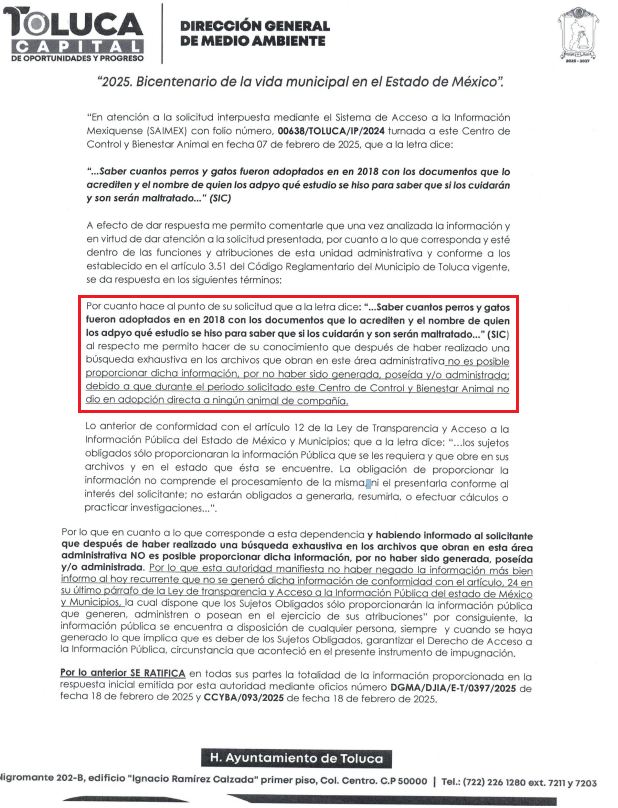 TOLUCA
CAPITAL
DE OPORTUNIDADES Y PROGRESO
DIRECCIÓN GENERAL
DE MEDIO AMBIENTE
2025 - 2027
"2025. Bicentenario de la vida municipal en el Estado de México".
"En atención a la solicitud interpuesta mediante el Sistema de Acceso a la Información
Mexiquense (SAIMEX) con folio número, 00638/TOLUCA/IP/2024 turnada a este Centro de
Control y Bienestar Animal en fecha 07 de febrero de 2025, que a la letra dice:
"...Saber cuantos perros y gatos fueron adoptados en en 2018 con los documentos que lo
acrediten y el nombre de quien los adpyo qué estudio se hiso para saber que si los cuidarán
y son serán maltratado..." (SIC)
A efecto de dar respuesta me permito comentarle que una vez analizada la información y
en virtud de dar atención a la solicitud presentada, por cuanto a lo que corresponda y esté
dentro de las funciones y atribuciones de esta unidad administrativa y conforme a los
establecido en el artículo 3.51 del Código Reglamentario del Municipio de Toluca vigente,
se da respuesta en los siguientes términos:
Por cuanto hace al punto de su solicitud que a la letra dice: "...Saber cuantos perros y gatos
fueron adoptados en en 2018 con los documentos que lo acrediten y el nombre de quien
los adpyo qué estudio se hiso para saber que si los cuidarán y son serán maltratado..." (SIC)
al respecto me permito hacer de su conocimiento que después de haber realizado una
búsqueda exhaustiva en los archivos que obran en este área administrativa no es posible
proporcionar dicha información, por no haber sido generada, poseída y/o administrada;
debido a que durante el periodo solicitado este Centro de Control y Bienestar Animal no
dio en adopción directa a ningún animal de compañía.
Lo anterior de conformidad con el artículo 12 de la Ley de Transparencia y Acceso a la
Información Pública del Estado de México y Municipios; que a la letra dice: "...los sujetos
obligados sólo proporcionaran la información Pública que se les requiera y que obre en sus
archivos y en el estado que ésta se encuentre. La obligación de proporcionar la
información no comprende el procesamiento de la misma, ni el presentarla conforme al
interés del solicitante; no estarán obligados a generarla, resumirla, o efectuar cálculos o
practicar investigaciones...".
Por lo que en cuanto a lo que corresponde a esta dependencia y habiendo informado al solicitante
que después de haber realizado una búsqueda exhaustiva en los archivos que obran en esta área
administrativa NO es posible proporcionar dicha información, por no haber sido generada, poseída
y/o administrada. Por lo que esta autoridad manifiesta no haber negado la información más bien
informo al hoy recurrente que no se generó dicha información de conformidad con el artículo, 24 en
su último párrafo de la Ley de transparencia y Acceso a la Información Pública del estado de México
y Municipios, la cual dispone que los Sujetos Obligados sólo proporcionarán la información pública
que generen, administren o posean en el ejercicio de sus atribuciones" por consiguiente, la
información pública se encuentra a disposición de cualquier persona, siempre y cuando se haya
generado lo que implica que es deber de los Sujetos Obligados, garantizar el Derecho de Acceso a
la Información Pública, circunstancia que aconteció en el presente instrumento de impugnación.
Por lo anterior SE RATIFICA en todas sus partes la totalidad de la información proporcionada en la
respuesta inicial emitida por esta autoridad mediante oficios número DGMA/DJIA/E-T/0397/2025 de
fecha 18 de febrero de 2025 y CCYBA/093/2025 de fecha 18 de febrero de 2025.
H. Ayuntamiento de Toluca
ligromante 202-B, edificio "Ignacio Ramírez Calzada" primer piso, Col. Centro. C.P 50000 | Tel.: (722) 226 1280 ext. 7211 y 7203